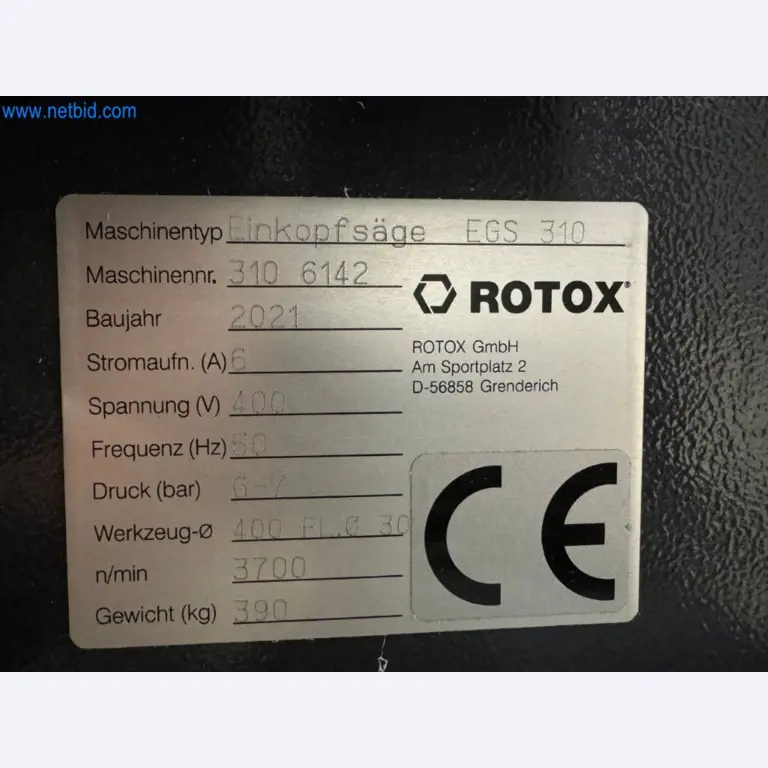 www.netbid.com
Maschinentyp Einkopfsäge EGS 310
Maschinennr. 310 6142
Baujahr 2021
Stromaufn. (A) 6
Spannung (V) 400
Frequenz (Hz) 50
Druck (bar) 6-7
Werkzeug-Ø 400 Fl.Ø 30
n/min 3700
Gewicht (kg) 390
ROTOX®
ROTOX GmbH
Am Sportplatz 2
D-56858 Grenderich
CE